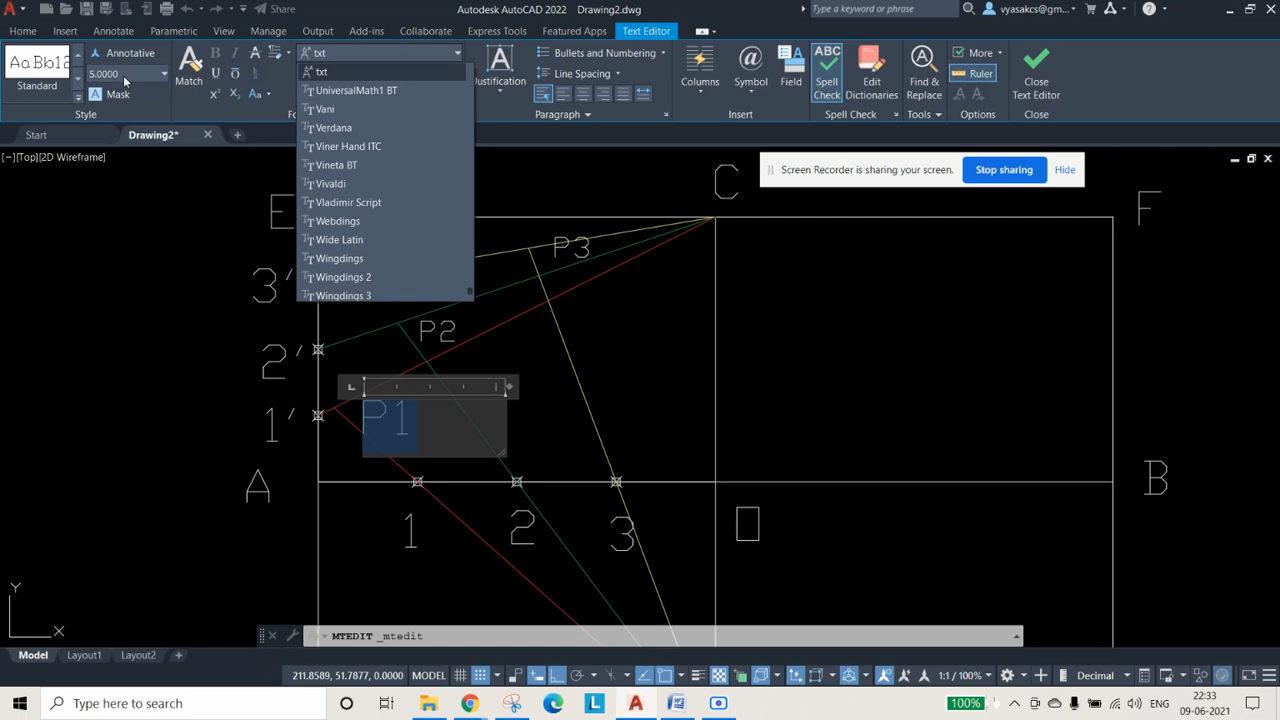 Share
Autodesk AutoCAD 2022 Drawing2.dwg
Type a keyword or phrase
vyasakcs@gm...
Home Insert Annotate Parametric View Manage Output Add-ins Collaborate Express Tools Featured Apps Text Editor
AaBb12
Standard
Annotative
5.0000
Mask
Style
Match
txt
txt
UniversalMath1 BT
Vani
Verdana
Viner Hand ITC
Vineta BT
Vivaldi
Vladimir Script
Webdings
Wide Latin
Wingdings
Wingdings 2
Wingdings 3
Bullets and Numbering
Line Spacing
Paragraph
Columns
Symbol
Field
Insert
ABC
Spell Check
Edit Dictionaries
Spell Check
Find & Replace
Tools
More
Ruler
Options
Close Text Editor
Close
Start
Drawing2*
[−][Top][2D Wireframe]
Screen Recorder is sharing your screen.
Stop sharing
Hide
E
C
F
3′
P3
2′
P2
1′
P1
A
B
1
2
3
O
Y
X
MTEDIT _mtedit
Model Layout1 Layout2
211.8589, 51.7877, 0.0000 MODEL
1:1 / 100%
Decimal
Type here to search
100%
ENG
22:33
09-06-2021